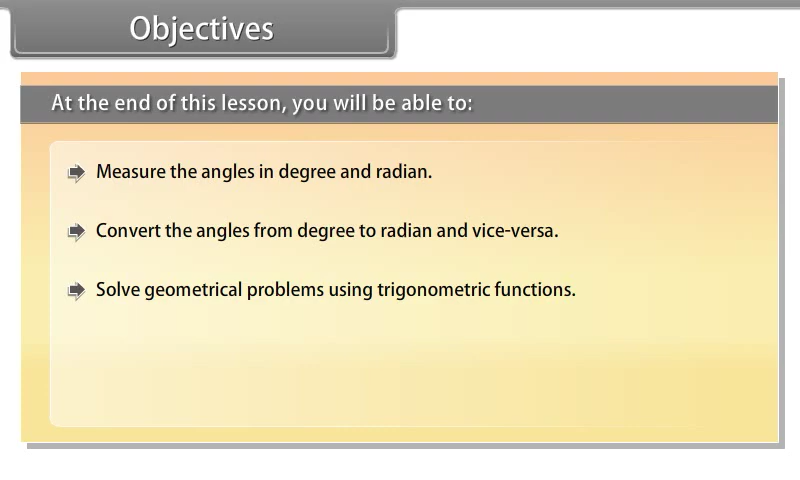 Objectives
At the end of this lesson, you will be able to:
Measure the angles in degree and radian.
Convert the angles from degree to radian and vice-versa.
Solve geometrical problems using trigonometric functions.